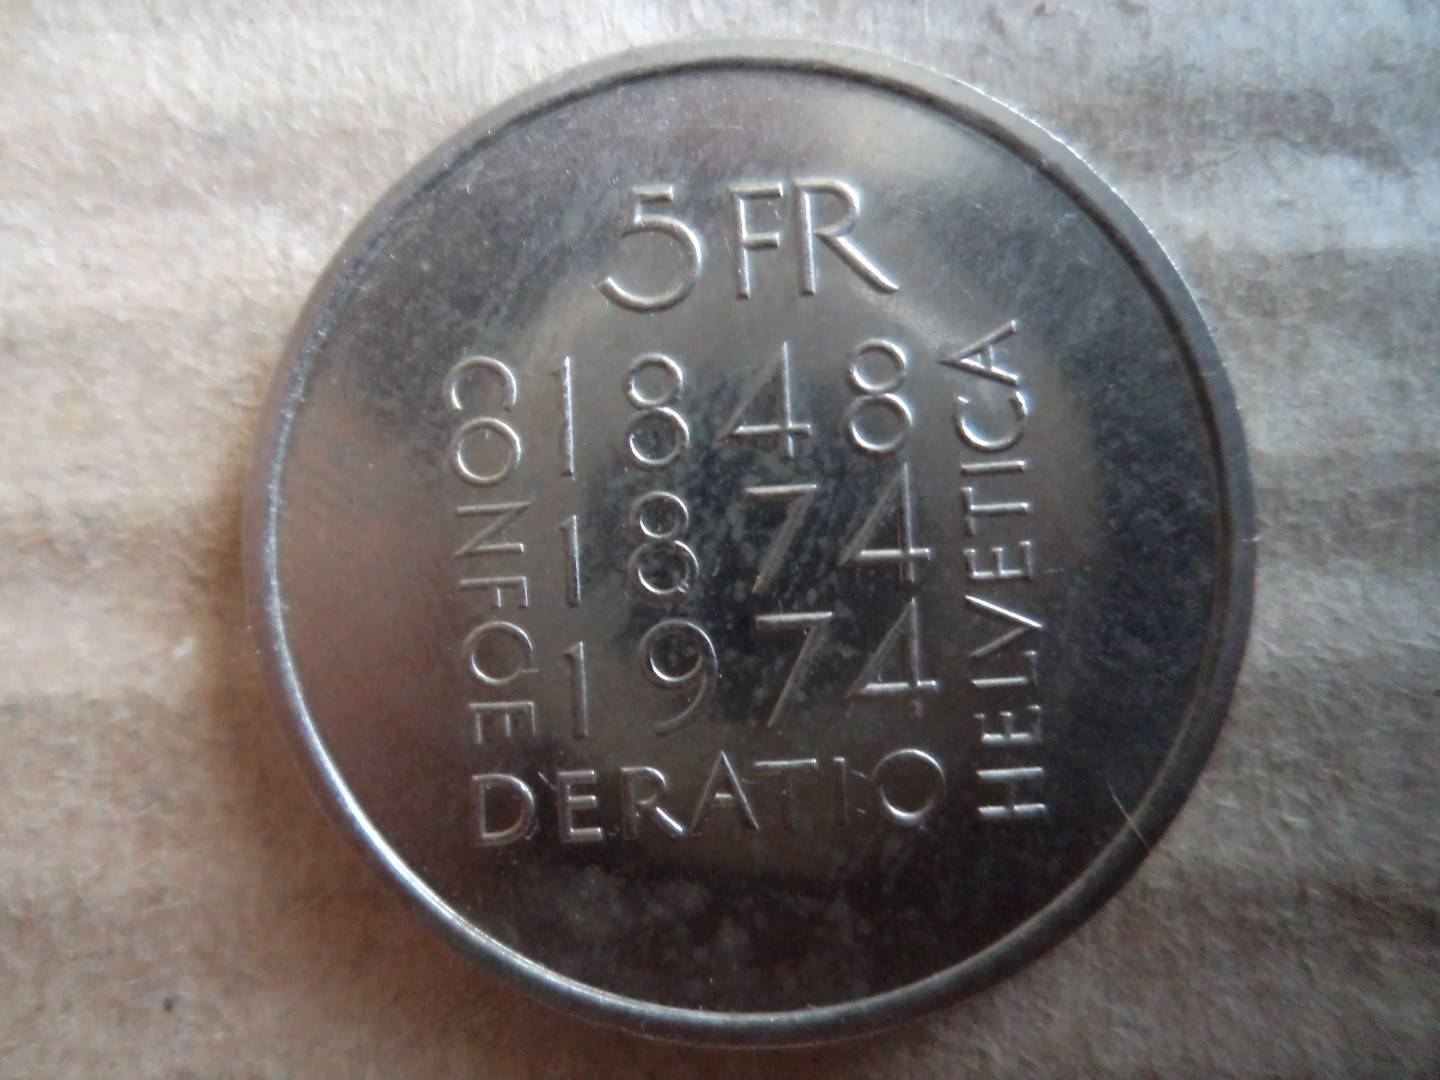 5 FR
1848
1874
1974
CONFOE
DERATIO
HELVETICA